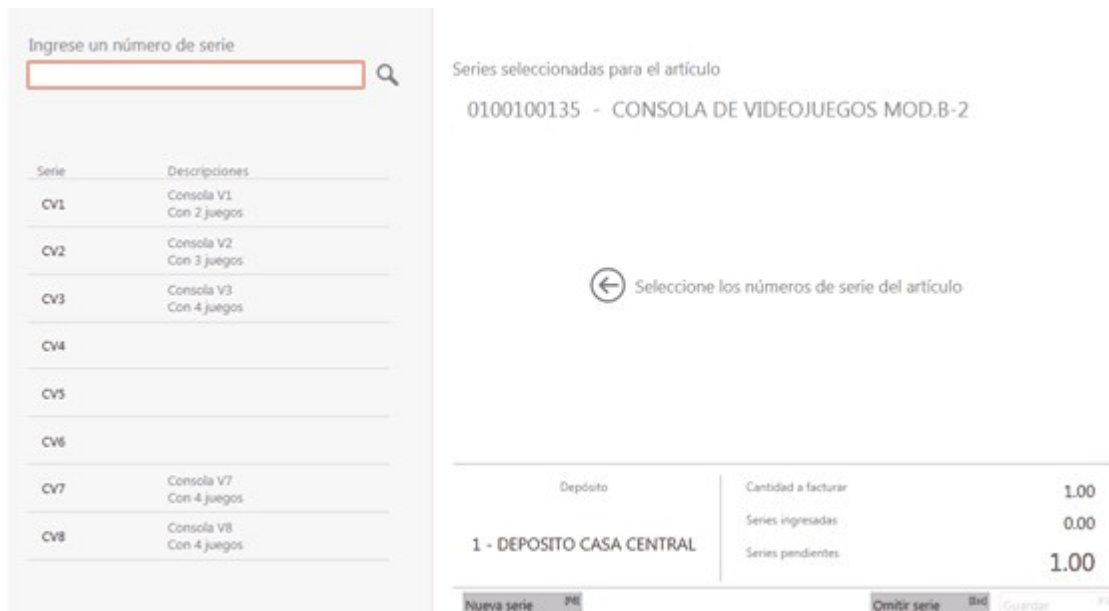 Ingrese un número de serie
Serie Descripciones
CV1 Consola V1
Con 2 juegos
CV2 Consola V2
Con 3 juegos
CV3 Consola V3
Con 4 juegos
CV4
CV5
CV6
CV7 Consola V7
Con 4 juegos
CV8 Consola V8
Con 4 juegos
Series seleccionadas para el artículo
0100100135 - CONSOLA DE VIDEOJUEGOS MOD.B-2
Seleccione los números de serie del artículo
Depósito
1 - DEPOSITO CASA CENTRAL
Cantidad a facturar 1.00
Series ingresadas 0.00
Series pendientes 1.00
Nueva serie
Omitir serie
Guardar